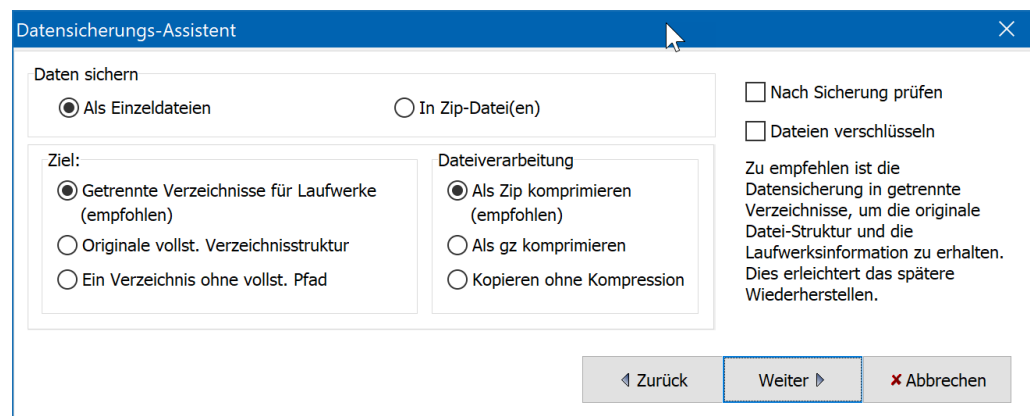 Datensicherungs-Assistent
Daten sichern
Als Einzeldateien
In Zip-Datei(en)
Ziel:
Getrennte Verzeichnisse für Laufwerke
(empfohlen)
Originale vollst. Verzeichnisstruktur
Ein Verzeichnis ohne vollst. Pfad
Dateiverarbeitung
Als Zip komprimieren
(empfohlen)
Als gz komprimieren
Kopieren ohne Kompression
Nach Sicherung prüfen
Dateien verschlüsseln
Zu empfehlen ist die
Datensicherung in getrennte
Verzeichnisse, um die originale
Datei-Struktur und die
Laufwerksinformation zu erhalten.
Dies erleichtert das spätere
Wiederherstellen.
Zurück
Weiter
Abbrechen